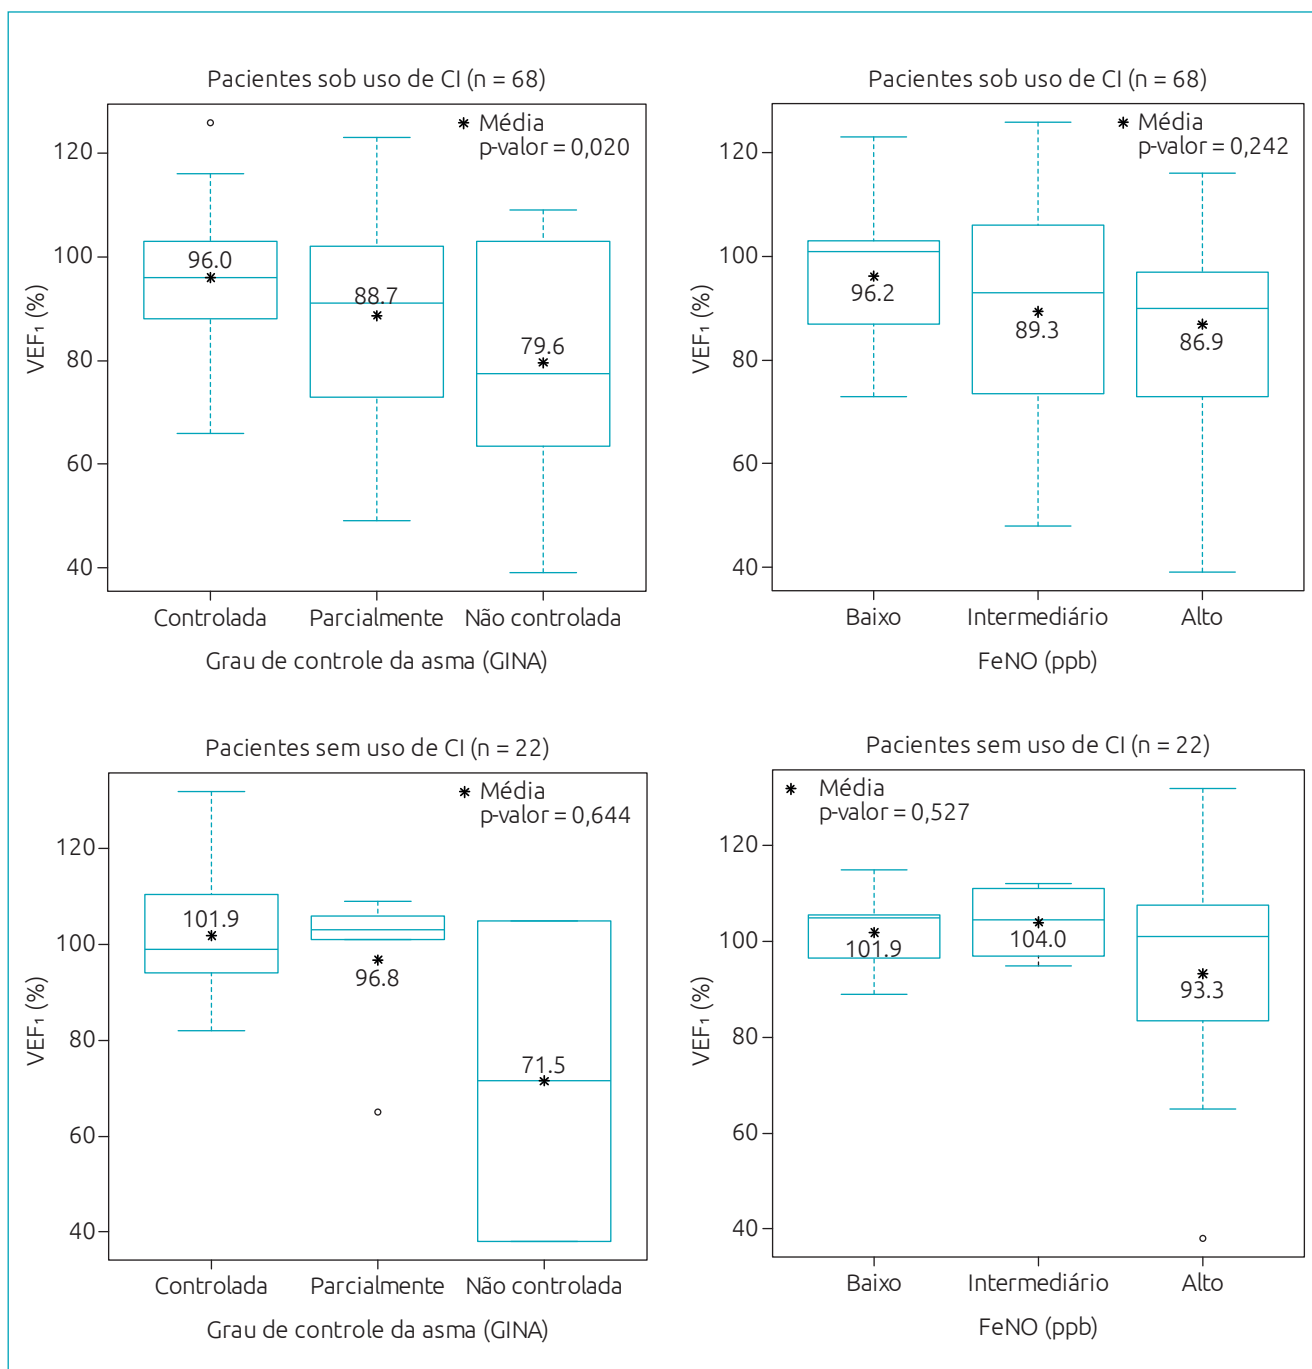 Pacientes sob uso de CI (n = 68)
* Média
p-valor = 0,020
VEF₁ (%)
120
100
80
60
40
96.0
88.7
79.6
Controlada Parcialmente Não controlada
Grau de controle da asma (GINA)
Pacientes sob uso de CI (n = 68)
* Média
p-valor = 0,242
VEF₁ (%)
120
100
80
60
40
96.2
89.3
86.9
Baixo Intermediário Alto
FeNO (ppb)
Pacientes sem uso de CI (n = 22)
* Média
p-valor = 0,644
VEF₁ (%)
120
100
80
60
40
101.9
96.8
71.5
Controlada Parcialmente Não controlada
Grau de controle da asma (GINA)
Pacientes sem uso de CI (n = 22)
* Média
p-valor = 0,527
VEF₁ (%)
120
100
80
60
40
101.9
104.0
93.3
Baixo Intermediário Alto
FeNO (ppb)